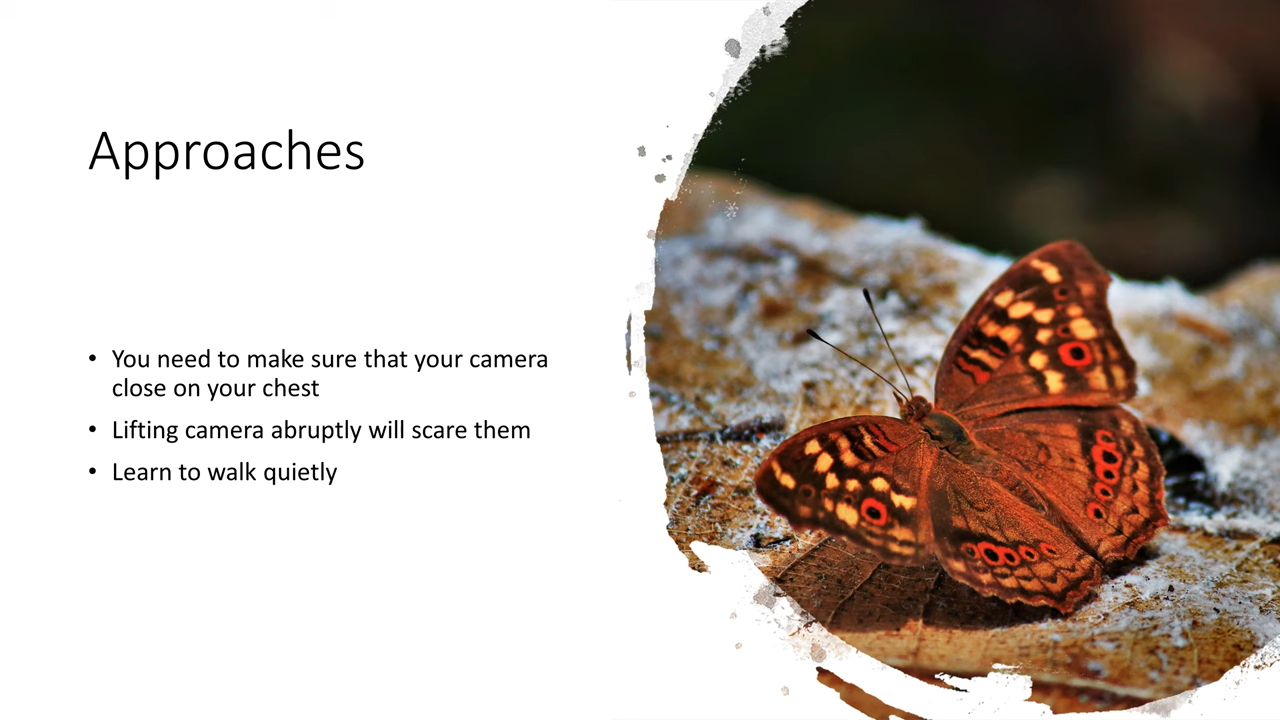 Approaches
• You need to make sure that your camera
close on your chest
• Lifting camera abruptly will scare them
• Learn to walk quietly